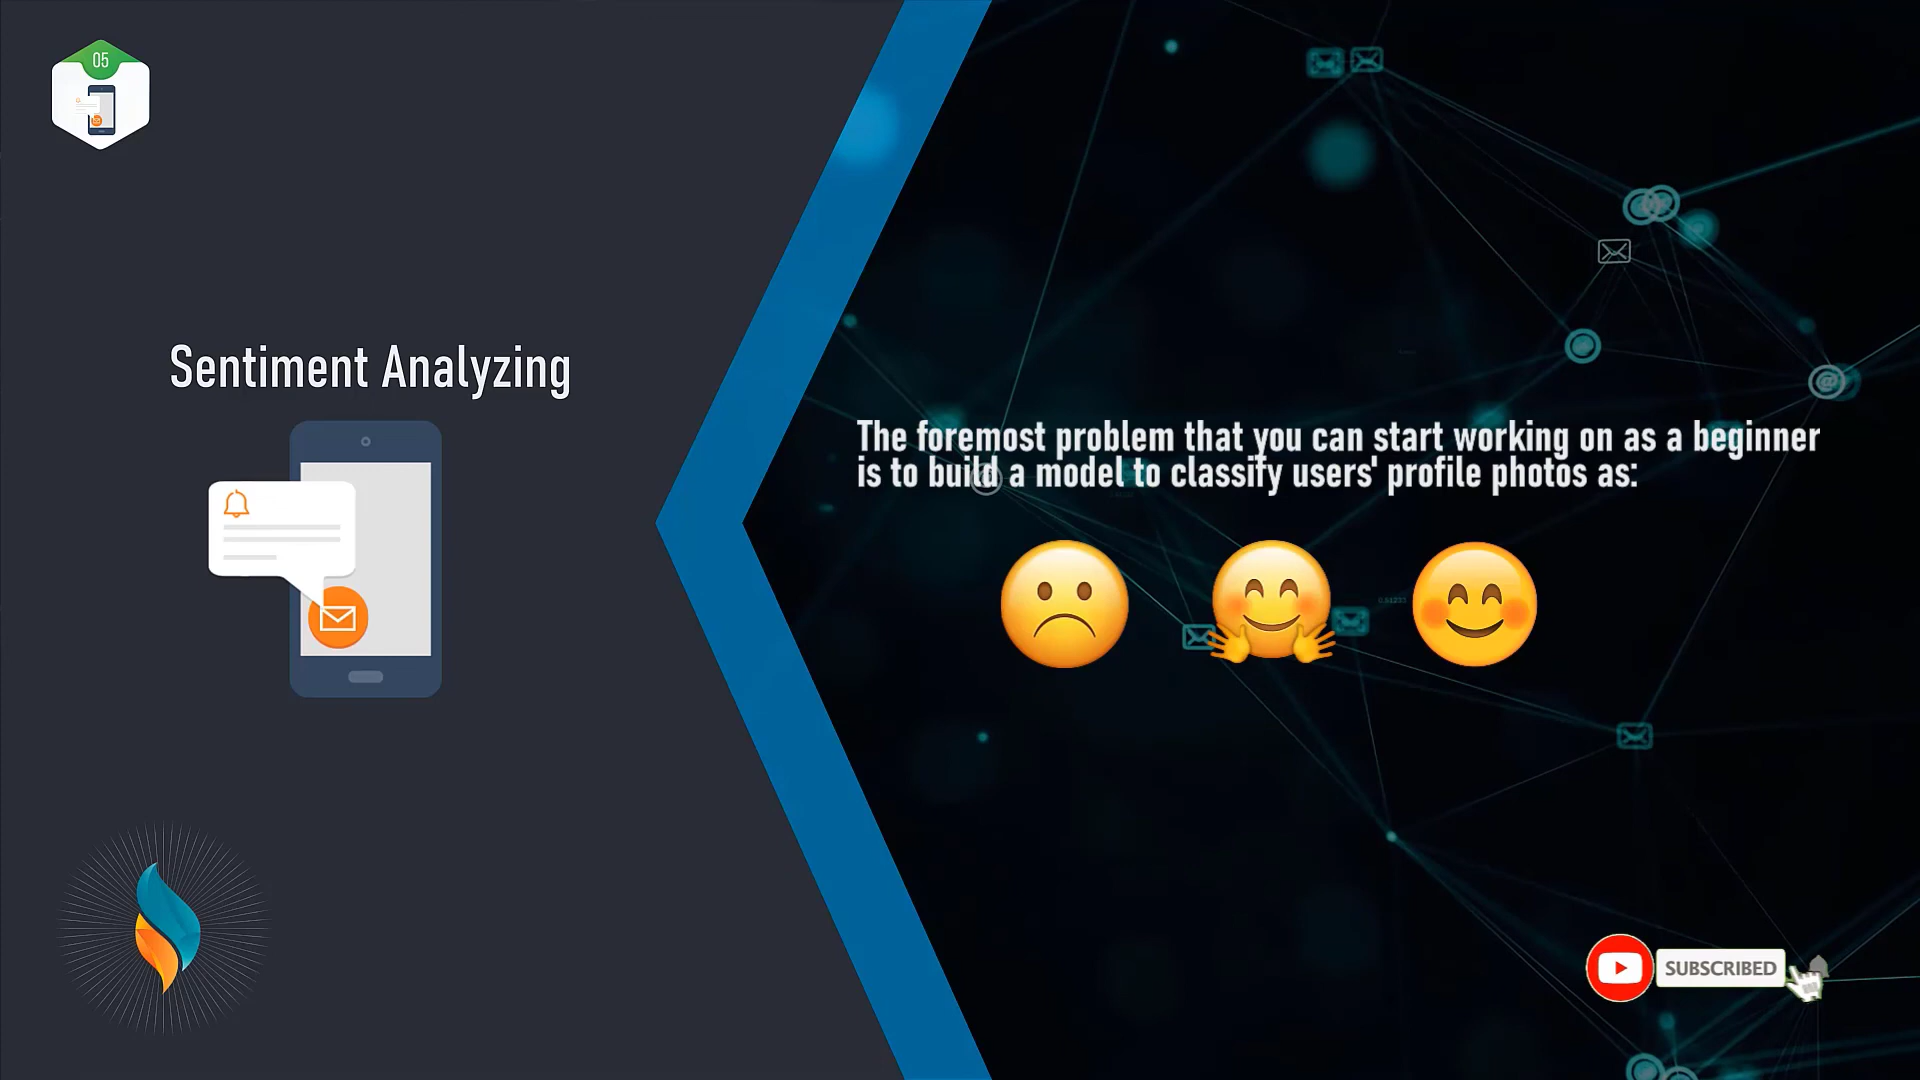 05
Sentiment Analyzing
The foremost problem that you can start working on as a beginner
is to build a model to classify users' profile photos as:
SUBSCRIBED